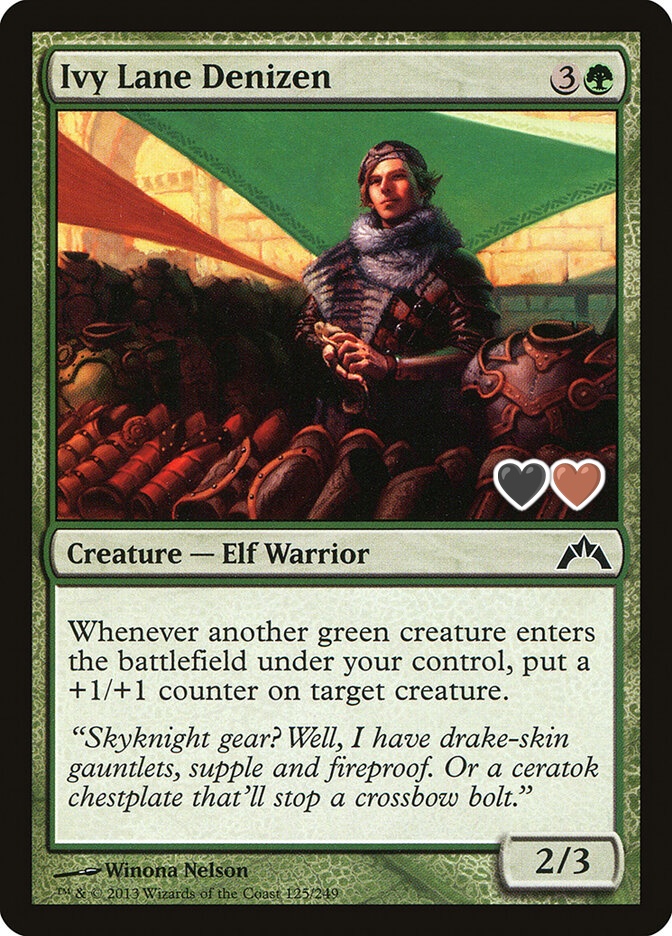 Ivy Lane Denizen 3
Creature — Elf Warrior
Whenever another green creature enters
the battlefield under your control, put a
+1/+1 counter on target creature.
“Skyknight gear? Well, I have drake-skin
gauntlets, supple and fireproof. Or a ceratok
chestplate that’ll stop a crossbow bolt.”
2/3
Winona Nelson
™ & © 2013 Wizards of the Coast 125/249